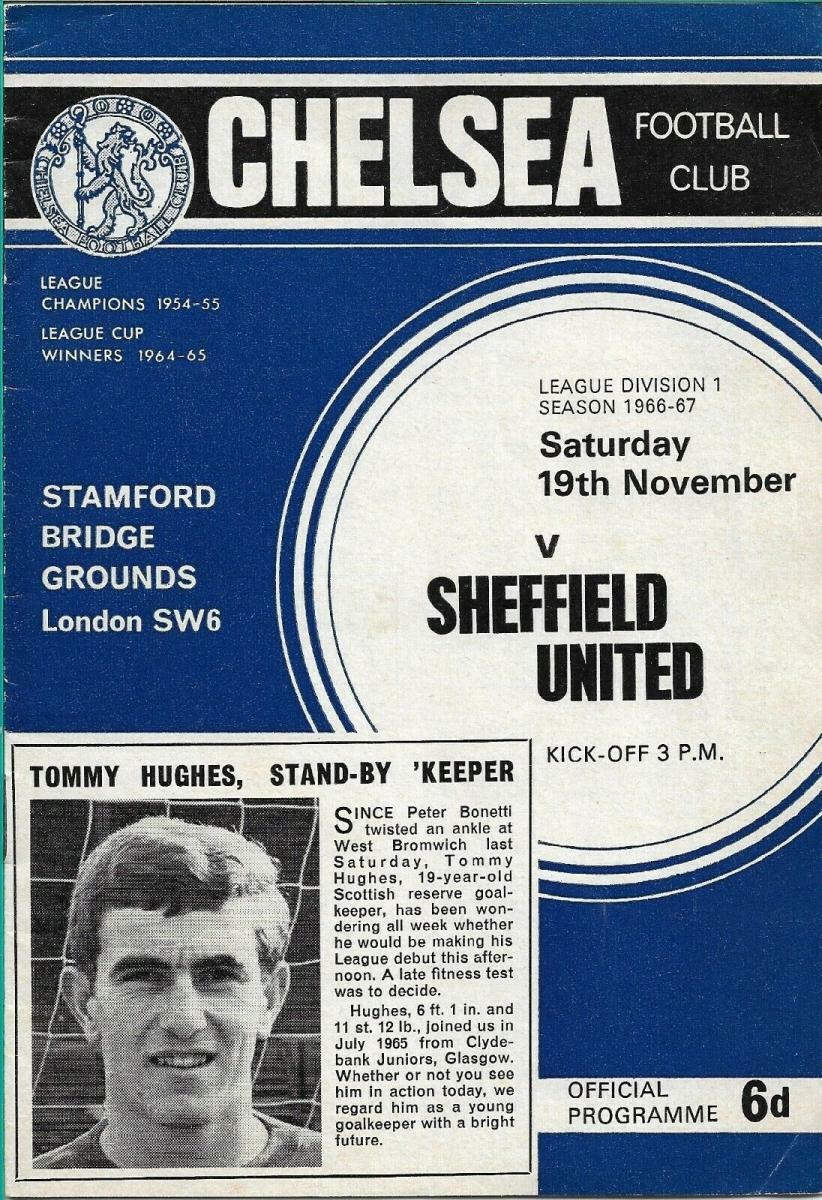 CHELSEA FOOTBALL CLUB
CHELSEA
FOOTBALL
CLUB
LEAGUE
CHAMPIONS 1954-55
LEAGUE CUP
WINNERS 1964-65
LEAGUE DIVISION 1
SEASON 1966-67
Saturday
19th November
v
SHEFFIELD
UNITED
KICK-OFF 3 P.M.
STAMFORD
BRIDGE
GROUNDS
London SW6
TOMMY HUGHES, STAND-BY 'KEEPER
SINCE Peter Bonetti
twisted an ankle at
West Bromwich last
Saturday, Tommy
Hughes, 19-year-old
Scottish reserve goal-
keeper, has been won-
dering all week whether
he would be making his
League debut this after-
noon. A late fitness test
was to decide.
Hughes, 6 ft. 1 in. and
11 st. 12 lb., joined us in
July 1965 from Clyde-
bank Juniors, Glasgow.
Whether or not you see
him in action today, we
regard him as a young
goalkeeper with a bright
future.
OFFICIAL
PROGRAMME 6d